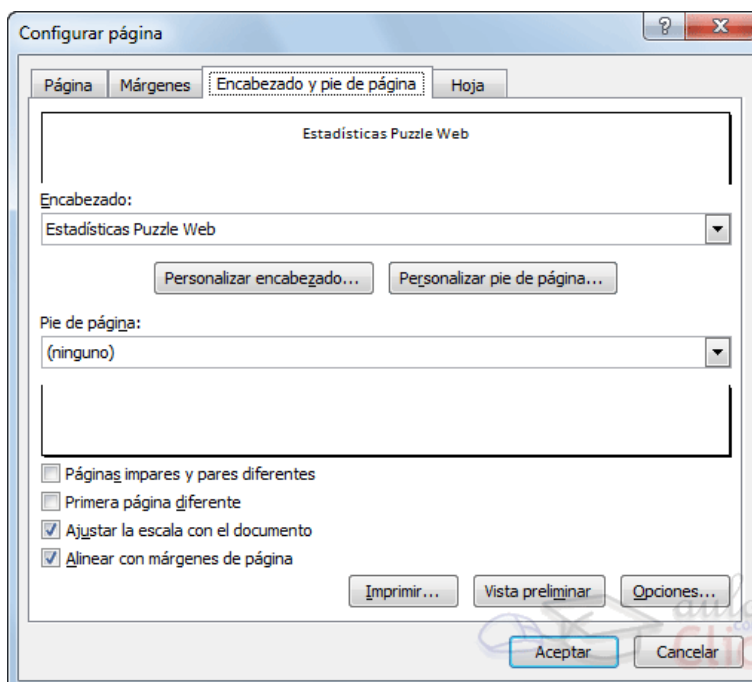 Configurar página
Página Márgenes Encabezado y pie de página Hoja
Estadísticas Puzzle Web
Encabezado:
Estadísticas Puzzle Web
Personalizar encabezado... Personalizar pie de página...
Pie de página:
(ninguno)
Páginas impares y pares diferentes
Primera página diferente
Ajustar la escala con el documento
Alinear con márgenes de página
Imprimir... Vista preliminar Opciones...
Aceptar Cancelar